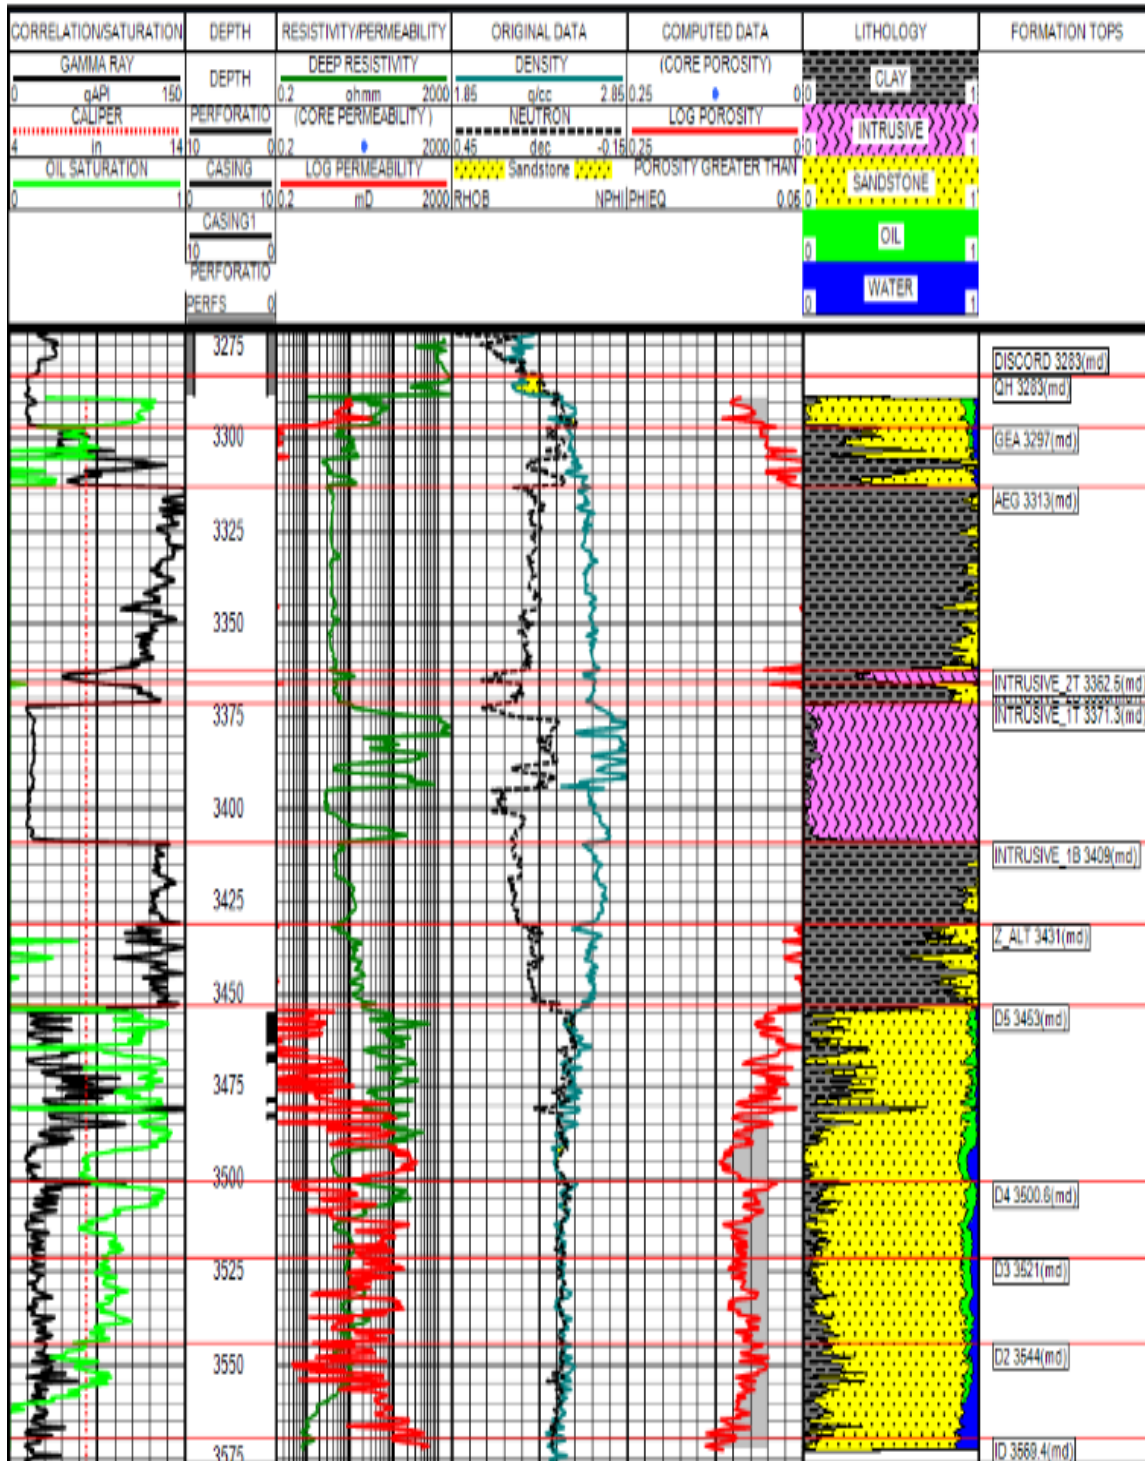 CORRELATION/SATURATION DEPTH RESISTIVITY/PERMEABILITY ORIGINAL DATA COMPUTED DATA LITHOLOGY FORMATION TOPS
GAMMA RAY
0 gAPI 150
CALIPER
4 in 14
OIL SATURATION
0 1
DEPTH
PERFORATIO
10 0
CASING
0 10
CASING1
10 0
PERFORATIO
PERFS 0
DEEP RESISTIVITY
0.2 ohmm 2000
(CORE PERMEABILITY )
0.2 2000
LOG PERMEABILITY
0.2 mD 2000
DENSITY
1.85 g/cc 2.85
NEUTRON
0.45 dec -0.15
Sandstone
RHOB NPHI
(CORE POROSITY)
0.25 0
LOG POROSITY
0.25 0
POROSITY GREATER THAN
PHIEQ 0.06
CLAY
0 1
INTRUSIVE
0 1
SANDSTONE
0 1
OIL
0 1
WATER
0 1
3275
3300
3325
3350
3375
3400
3425
3450
3475
3500
3525
3550
3575
DISCORD 3283(md)
QH 3283(md)
GEA 3297(md)
AEG 3313(md)
INTRUSIVE_2T 3362.5(md)
INTRUSIVE_1T 3371.3(md)
INTRUSIVE_1B 3409(md)
Z_ALT 3431(md)
D5 3453(md)
D4 3500.6(md)
D3 3521(md)
D2 3544(md)
ID 3569.4(md)